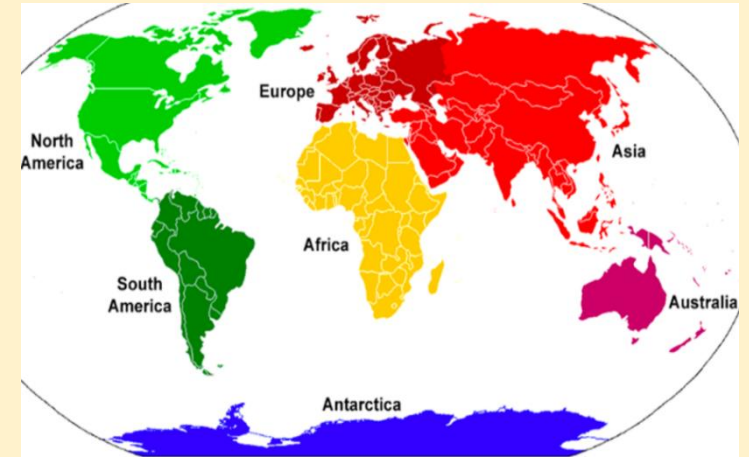 Europe
North
America
Asia
Africa
South
America
Australia
Antarctica